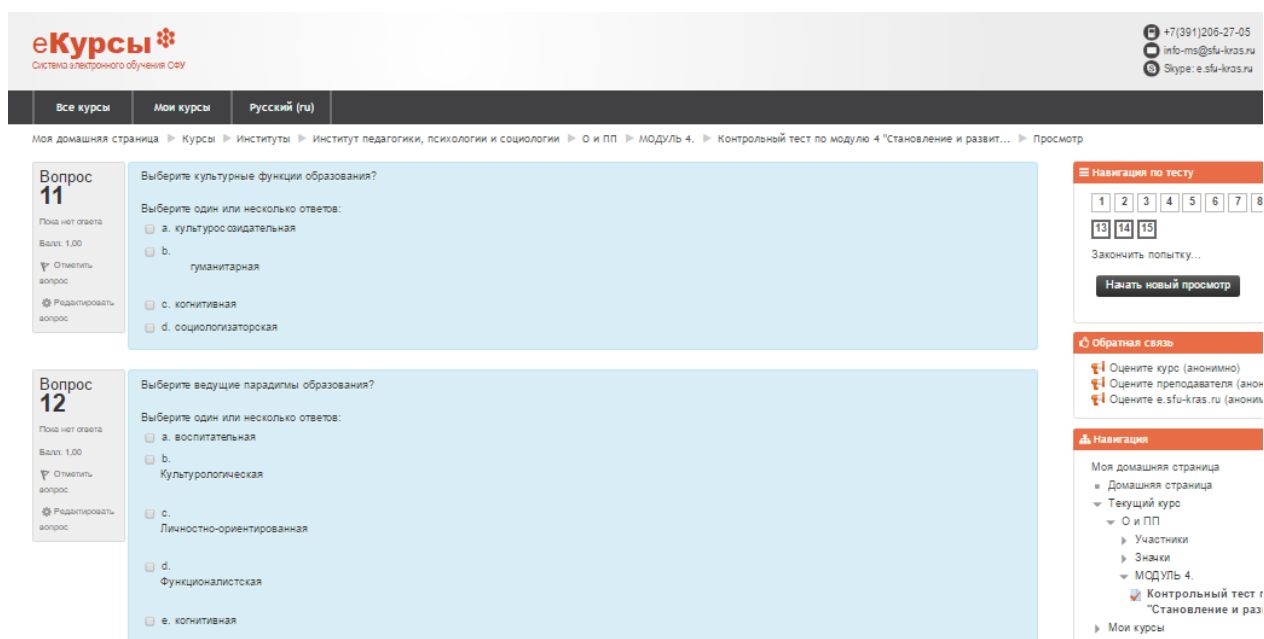 еКурсы
Система электронного обучения СФУ
+7(391)206-27-05
info-ms@sfu-kras.ru
Skype: e.sfu-kras.ru
Все курсы Мои курсы Русский (ru)
Моя домашняя страница Курсы Институты Институт педагогики, психологии и социологии О и ПП МОДУЛЬ 4. Контрольный тест по модулю 4 "Становление и развит... Просмотр
Вопрос
11
Пока нет ответа
Балл: 1,00
Отметить
вопрос
Редактировать
вопрос
Выберите культурные функции образования?
Выберите один или несколько ответов:
a. культуросозидательная
b.
гуманитарная
c. когнитивная
d. социологизаторская
Вопрос
12
Пока нет ответа
Балл: 1,00
Отметить
вопрос
Редактировать
вопрос
Выберите ведущие парадигмы образования?
Выберите один или несколько ответов:
a. воспитательная
b.
Культурологическая
c.
Личностно-ориентированная
d.
Функционалистская
e. когнитивная
Навигация по тесту
1 2 3 4 5 6 7 8
13 14 15
Закончить попытку...
Начать новый просмотр
Обратная связь
Оцените курс (анонимно)
Оцените преподавателя (анон
Оцените e.sfu-kras.ru (аноним
Навигация
Моя домашняя страница
Домашняя страница
Текущий курс
О и ПП
Участники
Значки
МОДУЛЬ 4.
Контрольный тест п
"Становление и раз
Мои курсы